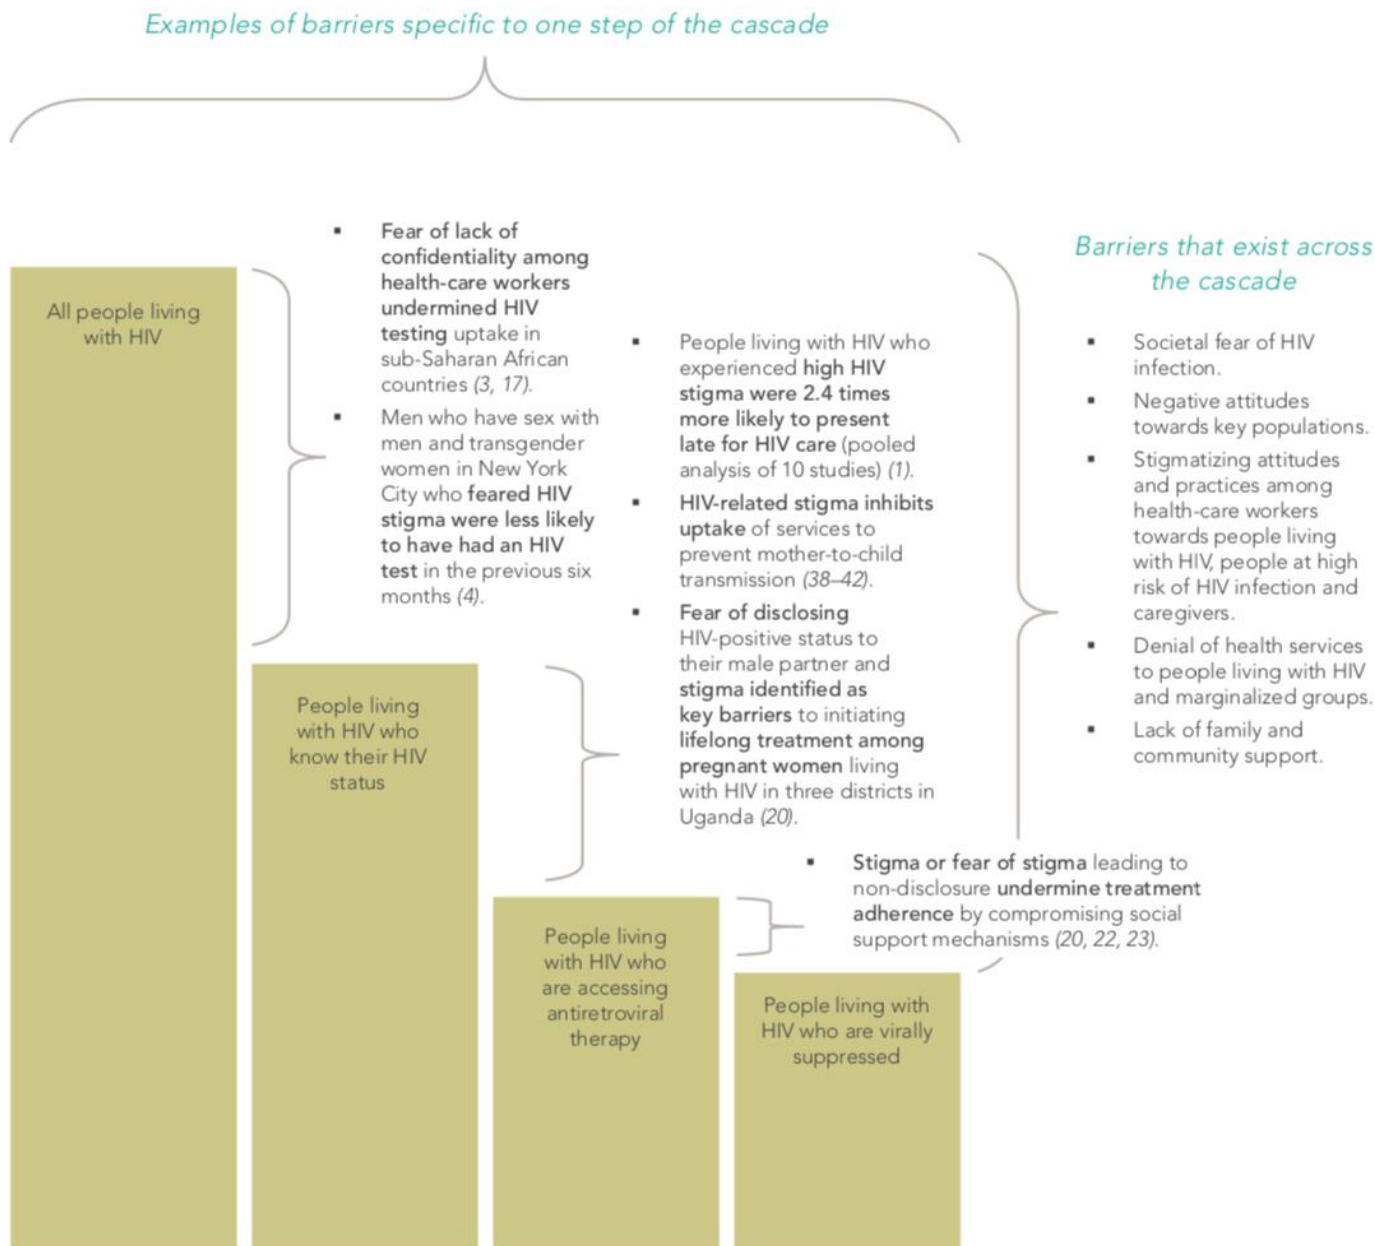 Examples of barriers specific to one step of the cascade
All people living
with HIV
▪ Fear of lack of
confidentiality among
health-care workers
undermined HIV
testing uptake in
sub-Saharan African
countries (3, 17).
▪ Men who have sex with
men and transgender
women in New York
City who feared HIV
stigma were less likely
to have had an HIV
test in the previous six
months (4).
People living
with HIV who
know their HIV
status
▪ People living with HIV who
experienced high HIV
stigma were 2.4 times
more likely to present
late for HIV care (pooled
analysis of 10 studies) (1).
▪ HIV-related stigma inhibits
uptake of services to
prevent mother-to-child
transmission (38–42).
▪ Fear of disclosing
HIV-positive status to
their male partner and
stigma identified as
key barriers to initiating
lifelong treatment among
pregnant women living
with HIV in three districts in
Uganda (20).
People living
with HIV who
are accessing
antiretroviral
therapy
▪ Stigma or fear of stigma leading to
non-disclosure undermine treatment
adherence by compromising social
support mechanisms (20, 22, 23).
People living with
HIV who are virally
suppressed
Barriers that exist across
the cascade
▪ Societal fear of HIV
infection.
▪ Negative attitudes
towards key populations.
▪ Stigmatizing attitudes
and practices among
health-care workers
towards people living
with HIV, people at high
risk of HIV infection and
caregivers.
▪ Denial of health services
to people living with HIV
and marginalized groups.
▪ Lack of family and
community support.